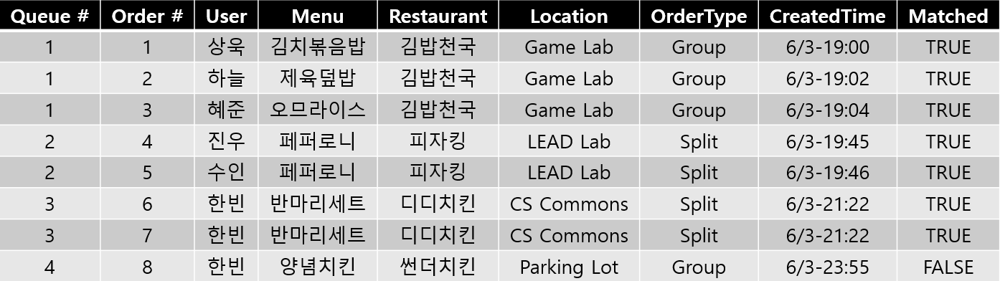 Queue # Order # User Menu Restaurant Location OrderType CreatedTime Matched
1 1 상욱 김치볶음밥 김밥천국 Game Lab Group 6/3-19:00 TRUE
1 2 하늘 제육덮밥 김밥천국 Game Lab Group 6/3-19:02 TRUE
1 3 혜준 오므라이스 김밥천국 Game Lab Group 6/3-19:04 TRUE
2 4 진우 페퍼로니 피자킹 LEAD Lab Split 6/3-19:45 TRUE
2 5 수인 페퍼로니 피자킹 LEAD Lab Split 6/3-19:46 TRUE
3 6 한빈 반마리세트 디디치킨 CS Commons Split 6/3-21:22 TRUE
3 7 한빈 반마리세트 디디치킨 CS Commons Split 6/3-21:22 TRUE
4 8 한빈 양념치킨 썬더치킨 Parking Lot Group 6/3-23:55 FALSE